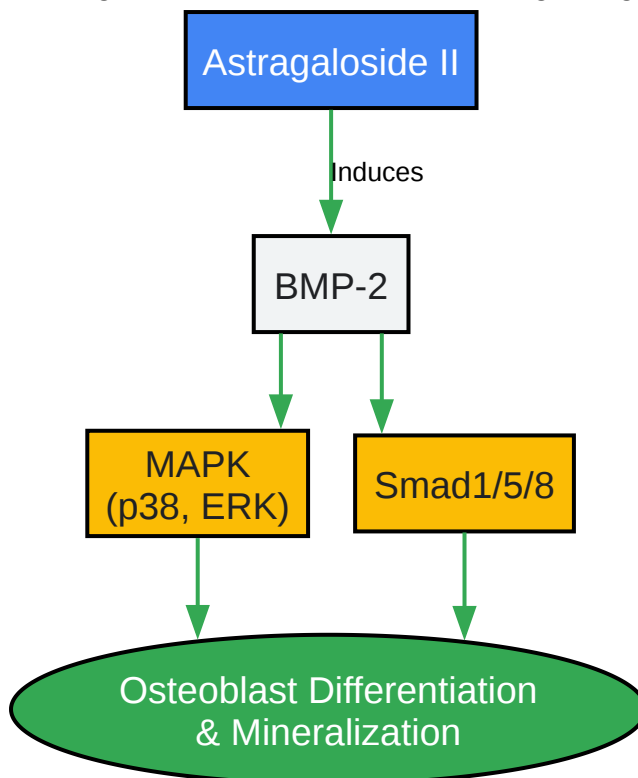 Astragaloside II
Induces
BMP-2
MAPK
(p38, ERK)
Smad1/5/8
Osteoblast Differentiation
& Mineralization